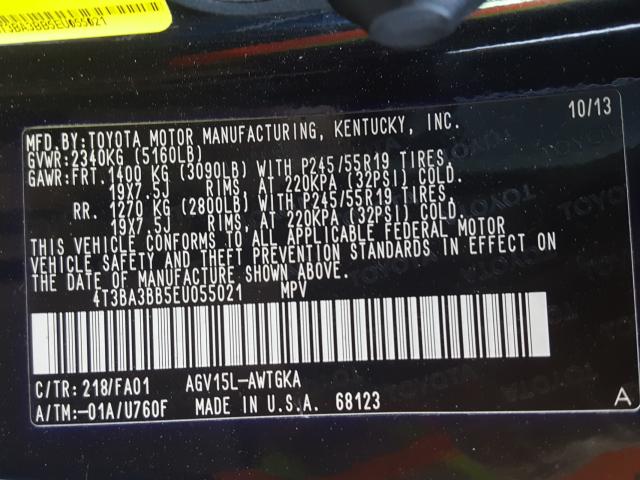 T3BA3BB5EU055021
10/13
MFD.BY:TOYOTA MOTOR MANUFACTURING, KENTUCKY, INC.
GVWR:2340KG (5160LB)
GAWR:FRT. 1400 KG (3090LB) WITH P245/55R19 TIRES,
19X7.5J RIMS, AT 220KPA (32PSI) COLD.
RR. 1270 KG (2800LB) WITH P245/55R19 TIRES,
19X7.5J RIMS, AT 220KPA (32PSI) COLD.
THIS VEHICLE CONFORMS TO ALL APPLICABLE FEDERAL MOTOR
VEHICLE SAFETY AND THEFT PREVENTION STANDARDS IN EFFECT ON
THE DATE OF MANUFACTURE SHOWN ABOVE.
4T3BA3BB5EU055021 MPV
C/TR: 218/FA01 AGV15L-AWTGKA
A/TM:-01A/U760F MADE IN U.S.A. 68123
A
TOYOTA
TOYOTA